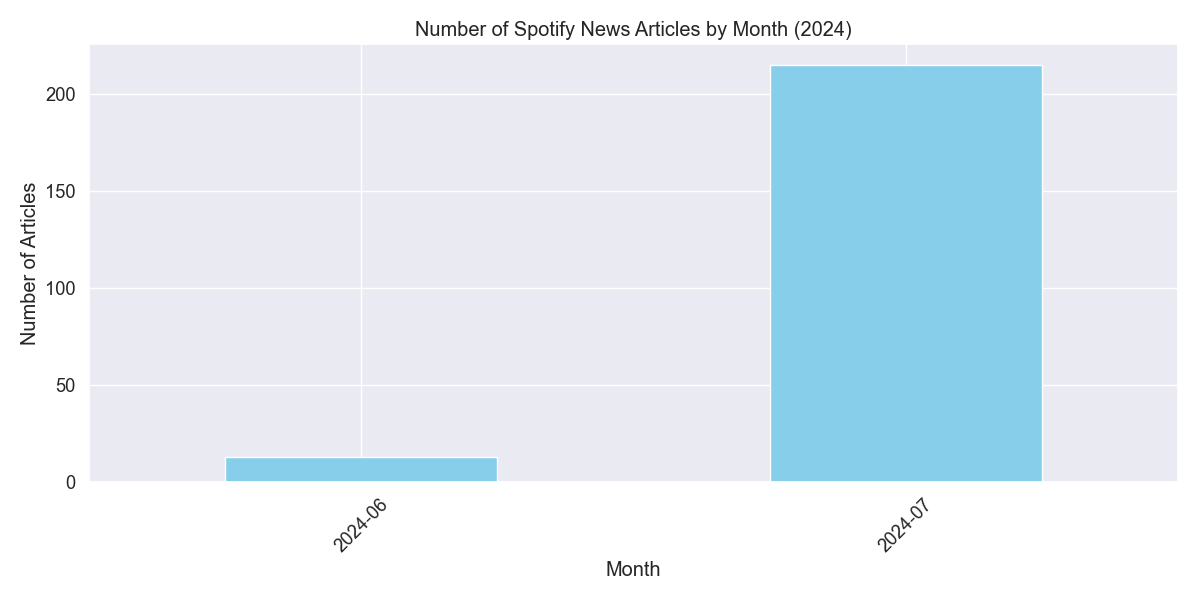 Number of Spotify News Articles by Month (2024)
Number of Articles
200
150
100
50
0
2024-06
2024-07
Month